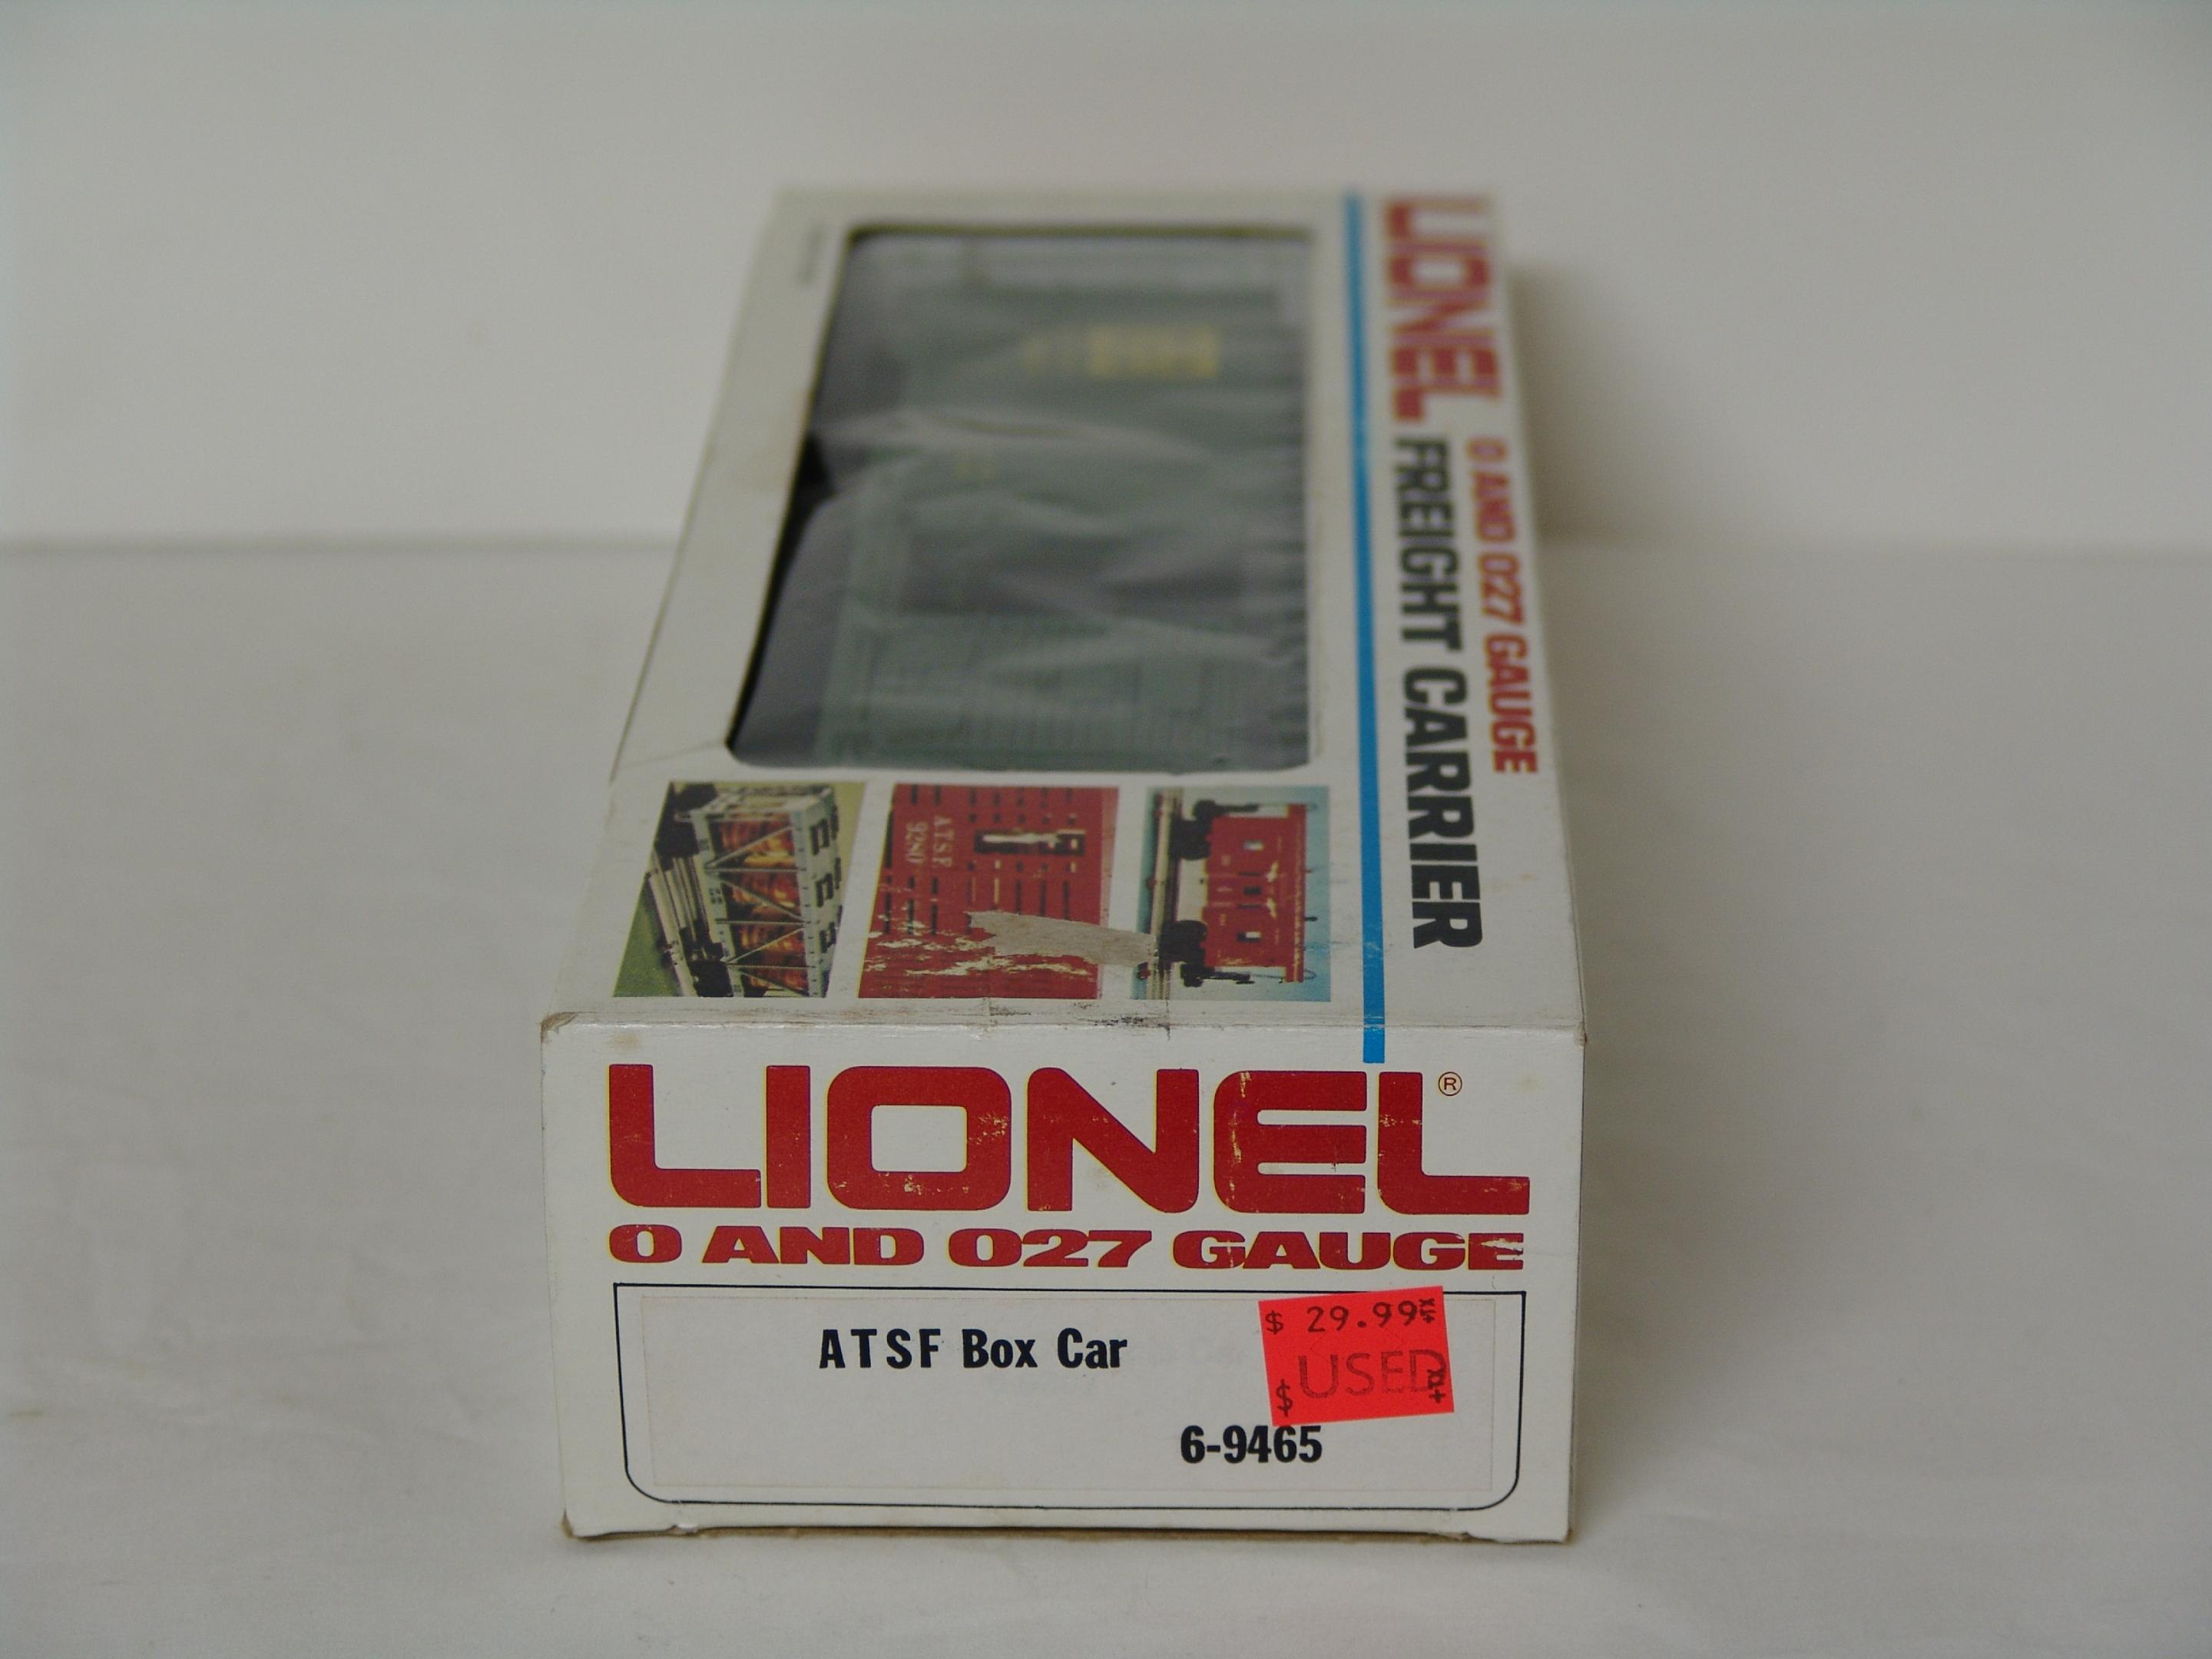 LIONEL
O AND O27 GAUGE
FREIGHT CARRIER
ATSF
9280
LIONEL®
O AND O27 GAUGE
ATSF Box Car
$ 29.99
USED
$
6-9465